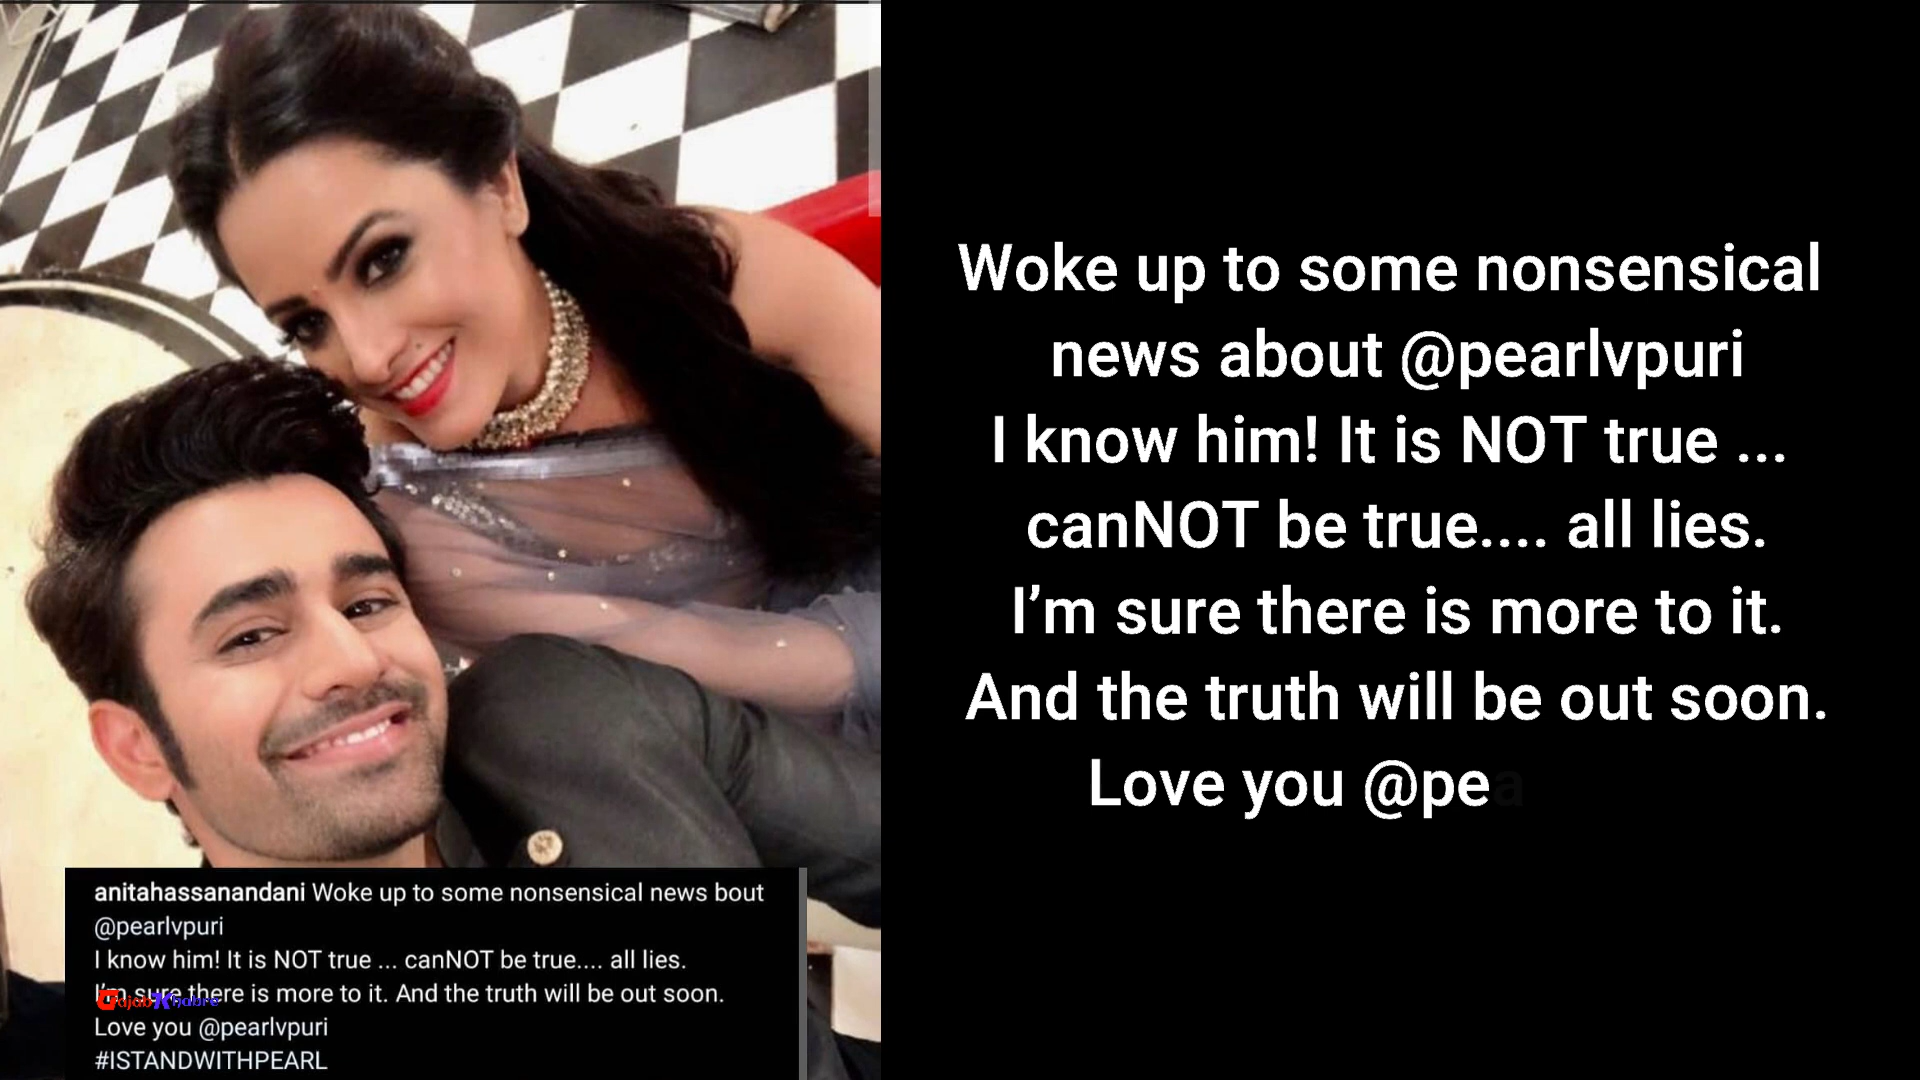 anitahassanandani Woke up to some nonsensical news bout
@pearlvpuri
I know him! It is NOT true ... canNOT be true.... all lies.
I'm sure there is more to it. And the truth will be out soon.
GajabKhabre
Love you @pearlvpuri
#ISTANDWITHPEARL
Woke up to some nonsensical
news about @pearlvpuri
I know him! It is NOT true ...
canNOT be true.... all lies.
I’m sure there is more to it.
And the truth will be out soon.
Love you @pea